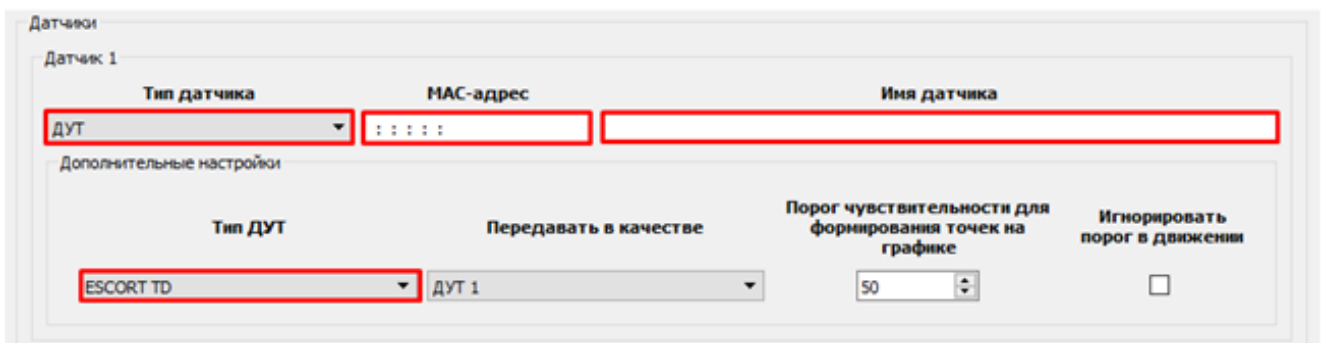 Датчики
Датчик 1
Тип датчика MAC-адрес Имя датчика
ДУТ : : : : :
Дополнительные настройки
Тип ДУТ Передавать в качестве Порог чувствительности для формирования точек на графике Игнорировать порог в движении
ESCORT TD ДУТ 1 50